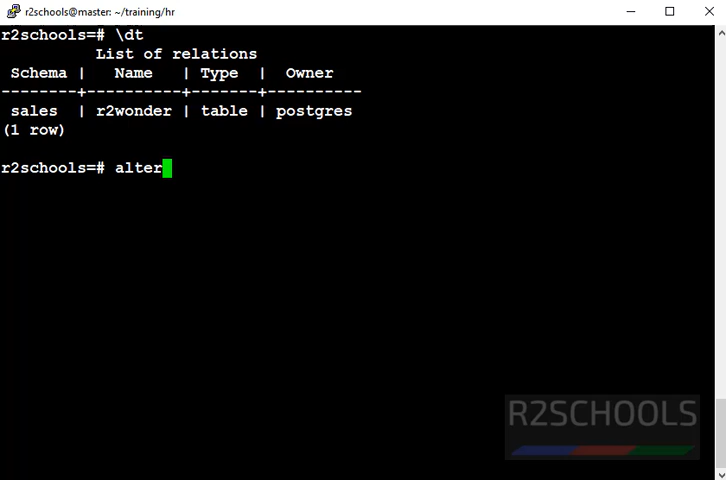 r2schools@master: ~/training/hr
r2schools=# \dt
         List of relations
 Schema |   Name   | Type  |  Owner
--------+----------+-------+----------
 sales  | r2wonder | table | postgres
(1 row)
r2schools=# alter
R2SCHOOLS